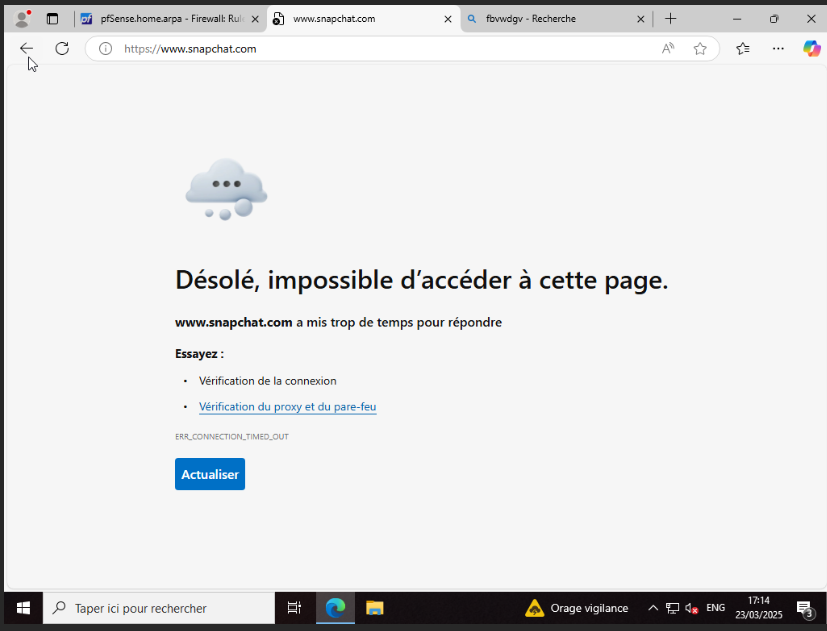 pfSense.home.arpa - Firewall: Rul
www.snapchat.com
fbvwdgv - Recherche
https://www.snapchat.com
Désolé, impossible d’accéder à cette page.
www.snapchat.com a mis trop de temps pour répondre
Essayez :
• Vérification de la connexion
• Vérification du proxy et du pare-feu
ERR_CONNECTION_TIMED_OUT
Actualiser
Taper ici pour rechercher
Orage vigilance
ENG
17:14
23/03/2025
3